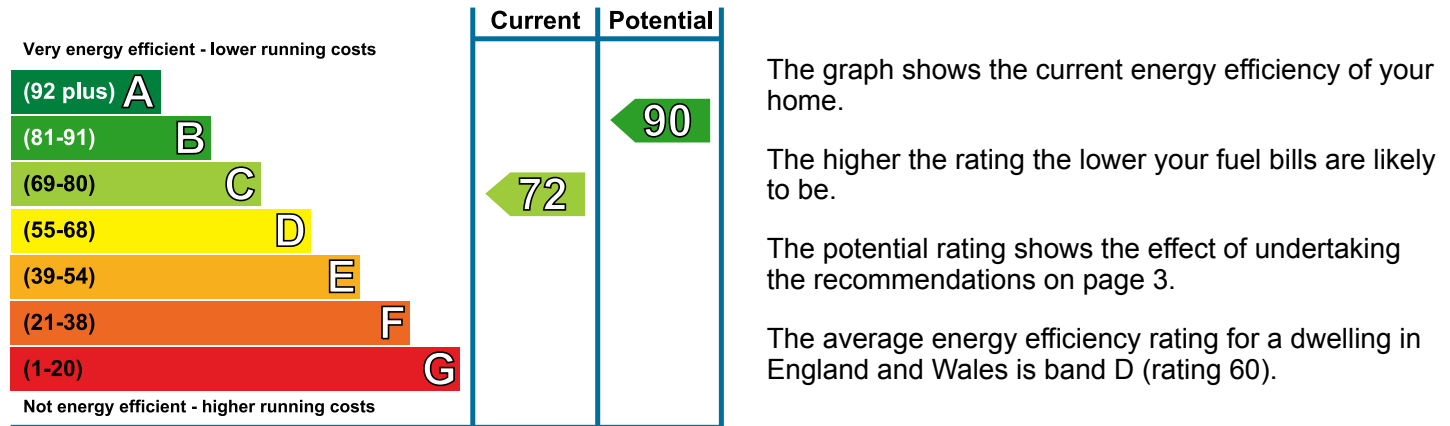 Current Potential
Very energy efficient - lower running costs
(92 plus) A
(81-91) B
(69-80) C
(55-68) D
(39-54) E
(21-38) F
(1-20) G
Not energy efficient - higher running costs
90
72
The graph shows the current energy efficiency of your
home.
The higher the rating the lower your fuel bills are likely
to be.
The potential rating shows the effect of undertaking
the recommendations on page 3.
The average energy efficiency rating for a dwelling in
England and Wales is band D (rating 60).